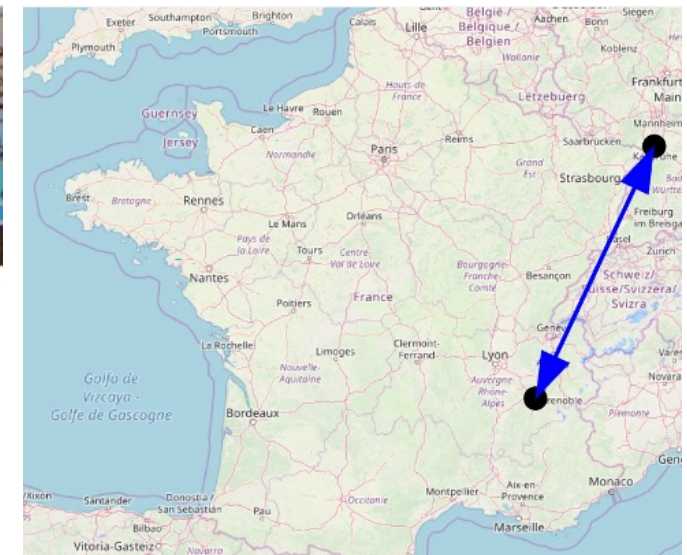 Exeter Southampton Brighton Calais België / Aachen Bonn Siegen
Plymouth Portsmouth Lille Belgique /
Belgien Koblenz
Wallonie
Hauts-de-
France Lëtzebuerg Frankfurt
Main
Guernsey Le Havre Rouen Mannheim
Jersey Caen Reims Saarbrücken
Normandie Paris Grand
Est
Strasbourg
Brest Bretagne Rennes
Le Mans Orléans Freiburg
im Breisga
Pays de
la Loire Tours Centre-
Val de Loire Bourgogne-
Franche-
Comté Zürich
Nantes Besançon Schweiz/
Suisse/Svizzera/
Svizra
Poitiers France
La Rochelle Limoges Clermont-
Ferrand Lyon
Golfo de
Vizcaya -
Golfe de Gascogne
Nouvelle-
Aquitaine Auvergne-
Rhône-
Alpes Novara
Bordeaux Piemonte
Montpellier Aix-en-
Provence Monaco
Santander Donostia /
San Sebastián Pau Occitanie Marseille
Bilbao
Vitoria-Gasteiz Navarra